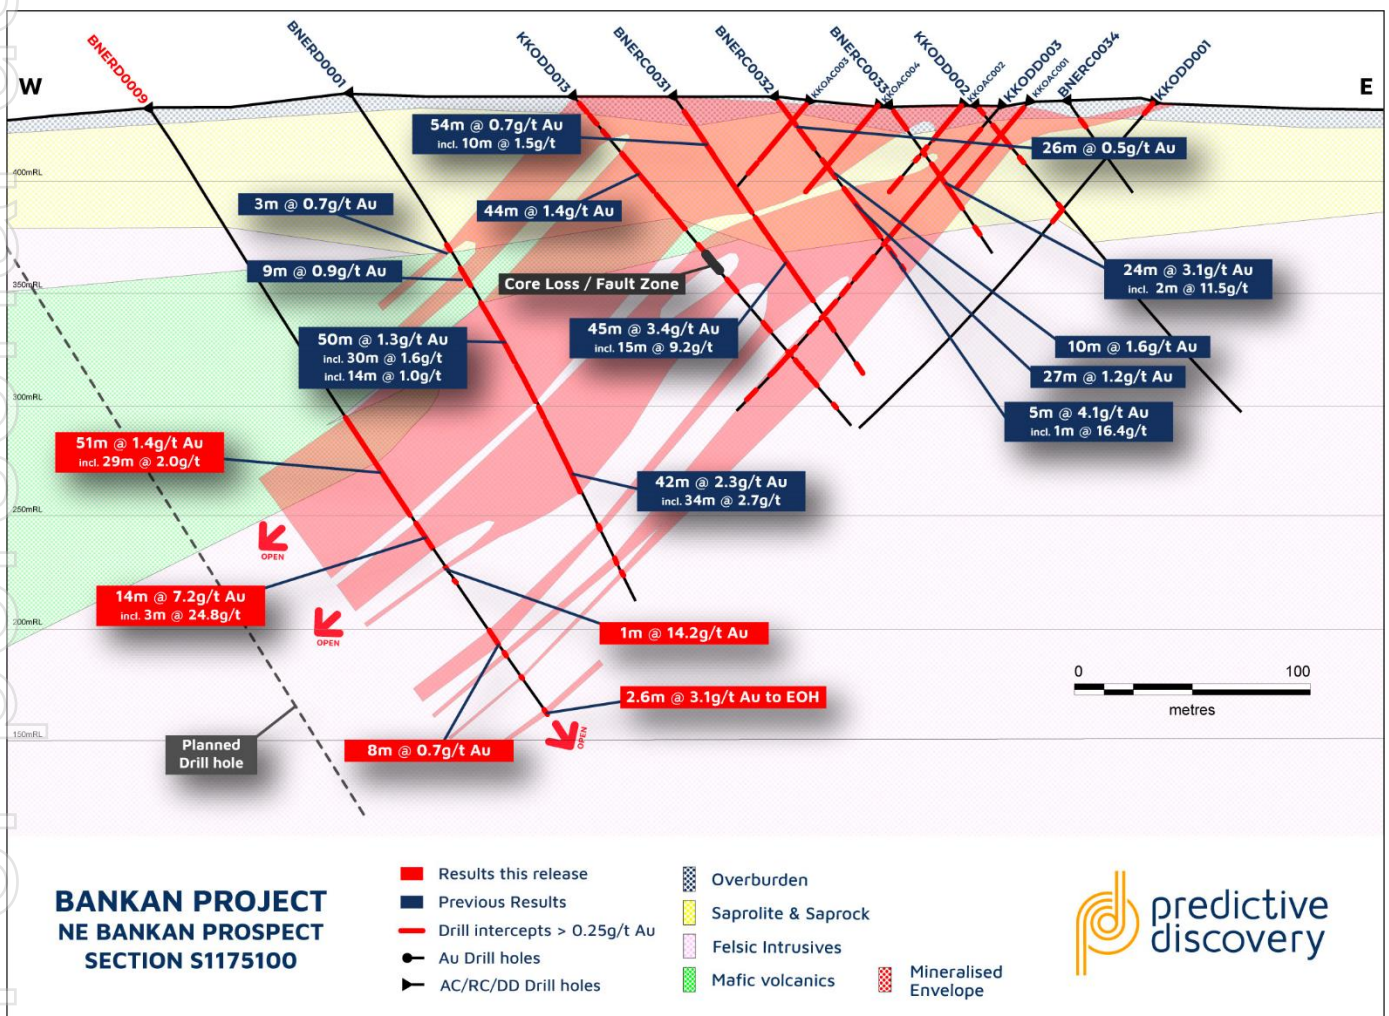 W
E
BNERD0009
BNERD0001
KKODD013
BNERC0031
BNERC0032
KKOAC003
BNERC0033
KKOAC004
KKODD002
KKOAC002
KKODD003
KKOAC001
BNERC0034
KKODD001
54m @ 0.7g/t Au
incl. 10m @ 1.5g/t
26m @ 0.5g/t Au
400mRL
3m @ 0.7g/t Au
44m @ 1.4g/t Au
9m @ 0.9g/t Au
Core Loss / Fault Zone
24m @ 3.1g/t Au
incl. 2m @ 11.5g/t
350mRL
50m @ 1.3g/t Au
incl. 30m @ 1.6g/t
incl. 14m @ 1.0g/t
45m @ 3.4g/t Au
incl. 15m @ 9.2g/t
10m @ 1.6g/t Au
27m @ 1.2g/t Au
300mRL
5m @ 4.1g/t Au
incl. 1m @ 16.4g/t
51m @ 1.4g/t Au
incl. 29m @ 2.0g/t
42m @ 2.3g/t Au
incl. 34m @ 2.7g/t
250mRL
OPEN
14m @ 7.2g/t Au
incl. 3m @ 24.8g/t
200mRL
OPEN
1m @ 14.2g/t Au
2.6m @ 3.1g/t Au to EOH
OPEN
0 100
metres
150mRL
Planned
Drill hole
8m @ 0.7g/t Au
BANKAN PROJECT
NE BANKAN PROSPECT
SECTION S1175100
Results this release
Previous Results
Drill intercepts > 0.25g/t Au
Au Drill holes
AC/RC/DD Drill holes
Overburden
Saprolite & Saprock
Felsic Intrusives
Mafic volcanics
Mineralised
Envelope
predictive
discovery